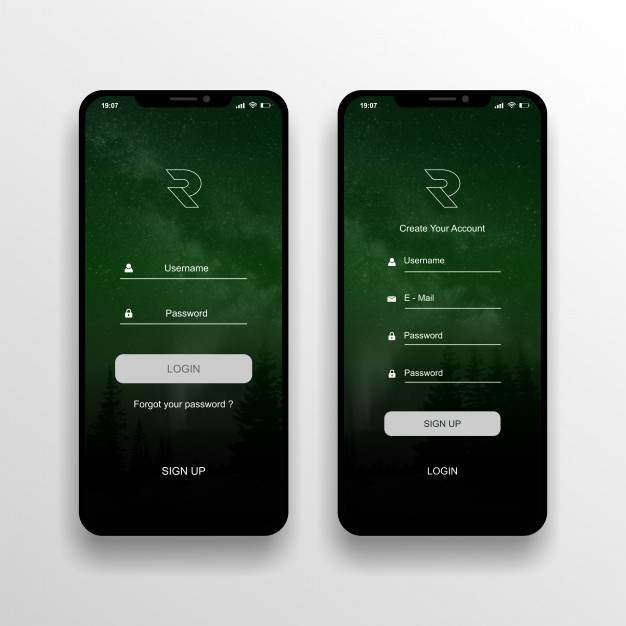 19:07
Username
Password
LOGIN
Forgot your password ?
SIGN UP
19:07
Create Your Account
Username
E - Mail
Password
Password
SIGN UP
LOGIN